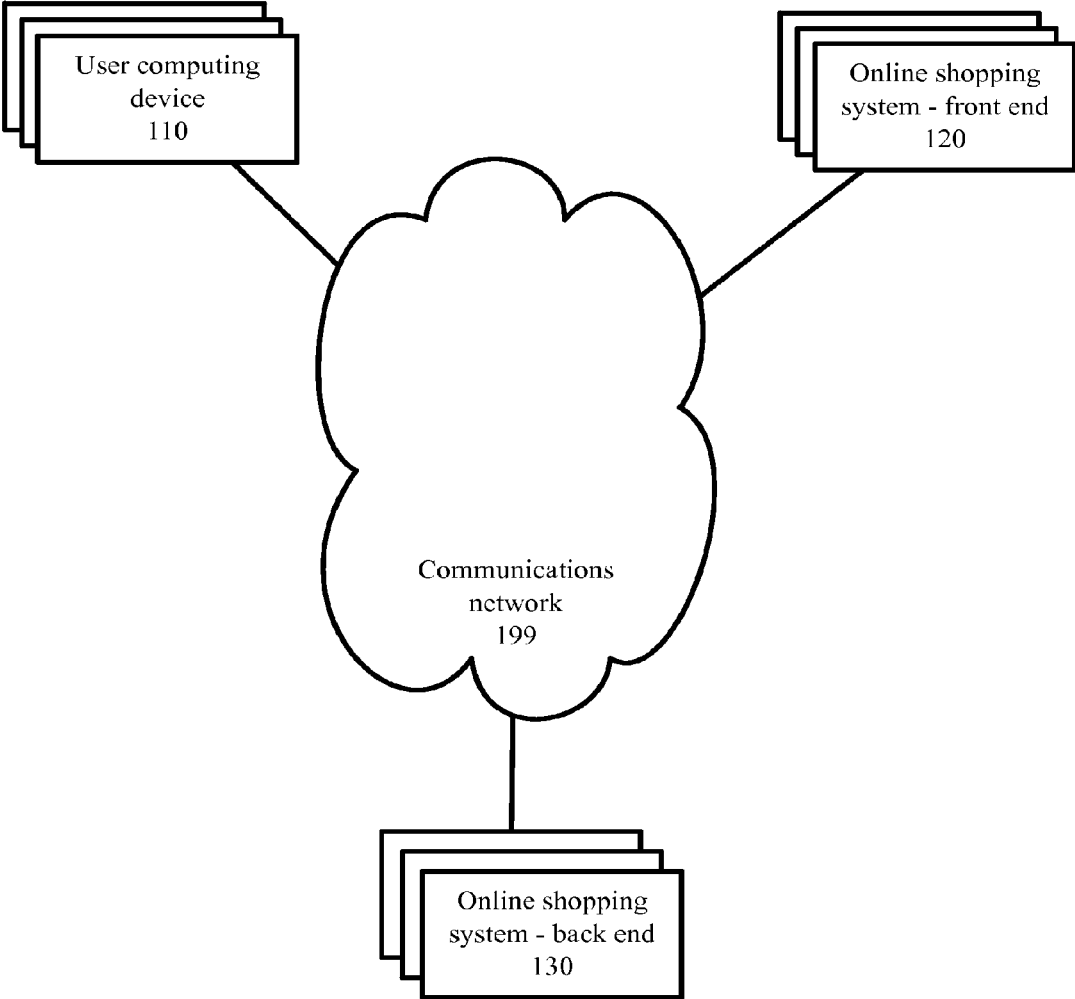 User computing
device
110
Online shopping
system - front end
120
Communications
network
199
Online shopping
system - back end
130